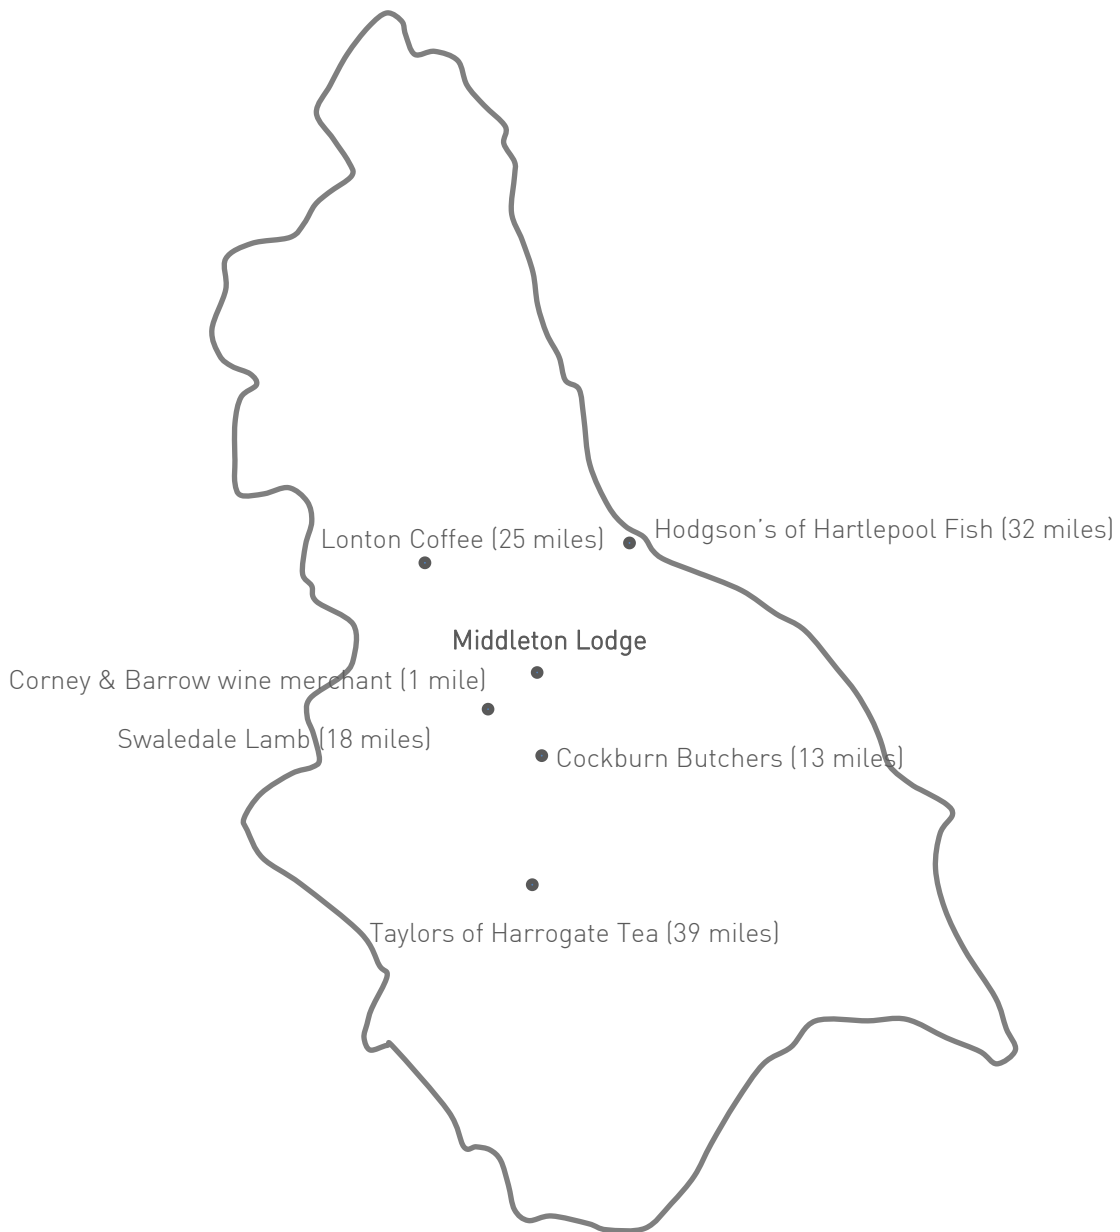 Hodgson's of Hartlepool Fish (32 miles)
Lonton Coffee (25 miles)
Middleton Lodge
Corney & Barrow wine merchant (1 mile)
Swaledale Lamb (18 miles)
Cockburn Butchers (13 miles)
Taylors of Harrogate Tea (39 miles)